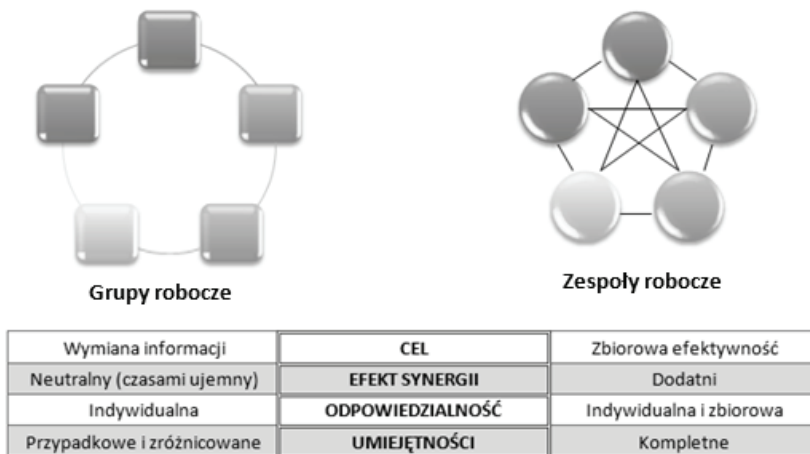 Grupy robocze
Zespoły robocze
Wymiana informacji CEL Zbiorowa efektywność
Neutralny (czasami ujemny) EFEKT SYNERGII Dodatni
Indywidualna ODPOWIEDZIALNOŚĆ Indywidualna i zbiorowa
Przypadkowe i zróżnicowane UMIEJĘTNOŚCI Kompletne